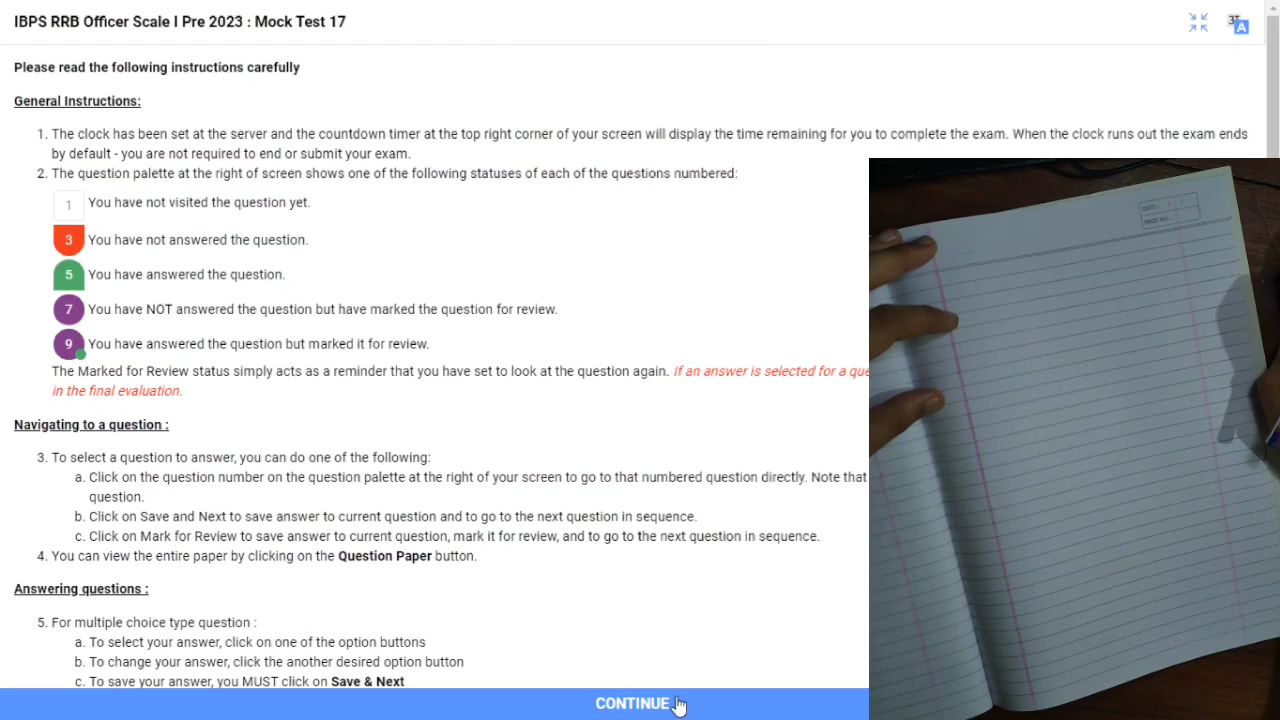 IBPS RRB Officer Scale I Pre 2023 : Mock Test 17
Please read the following instructions carefully
General Instructions:
1. The clock has been set at the server and the countdown timer at the top right corner of your screen will display the time remaining for you to complete the exam. When the clock runs out the exam ends
by default - you are not required to end or submit your exam.
2. The question palette at the right of screen shows one of the following statuses of each of the questions numbered:
1 You have not visited the question yet.
3 You have not answered the question.
5 You have answered the question.
7 You have NOT answered the question but have marked the question for review.
9 You have answered the question but marked it for review.
The Marked for Review status simply acts as a reminder that you have set to look at the question again. If an answer is selected for a que
in the final evaluation.
Navigating to a question :
3. To select a question to answer, you can do one of the following:
a. Click on the question number on the question palette at the right of your screen to go to that numbered question directly. Note that
question.
b. Click on Save and Next to save answer to current question and to go to the next question in sequence.
c. Click on Mark for Review to save answer to current question, mark it for review, and to go to the next question in sequence.
4. You can view the entire paper by clicking on the Question Paper button.
Answering questions :
5. For multiple choice type question :
a. To select your answer, click on one of the option buttons
b. To change your answer, click the another desired option button
c. To save your answer, you MUST click on Save & Next
CONTINUE
DATE :
PAGE NO. :